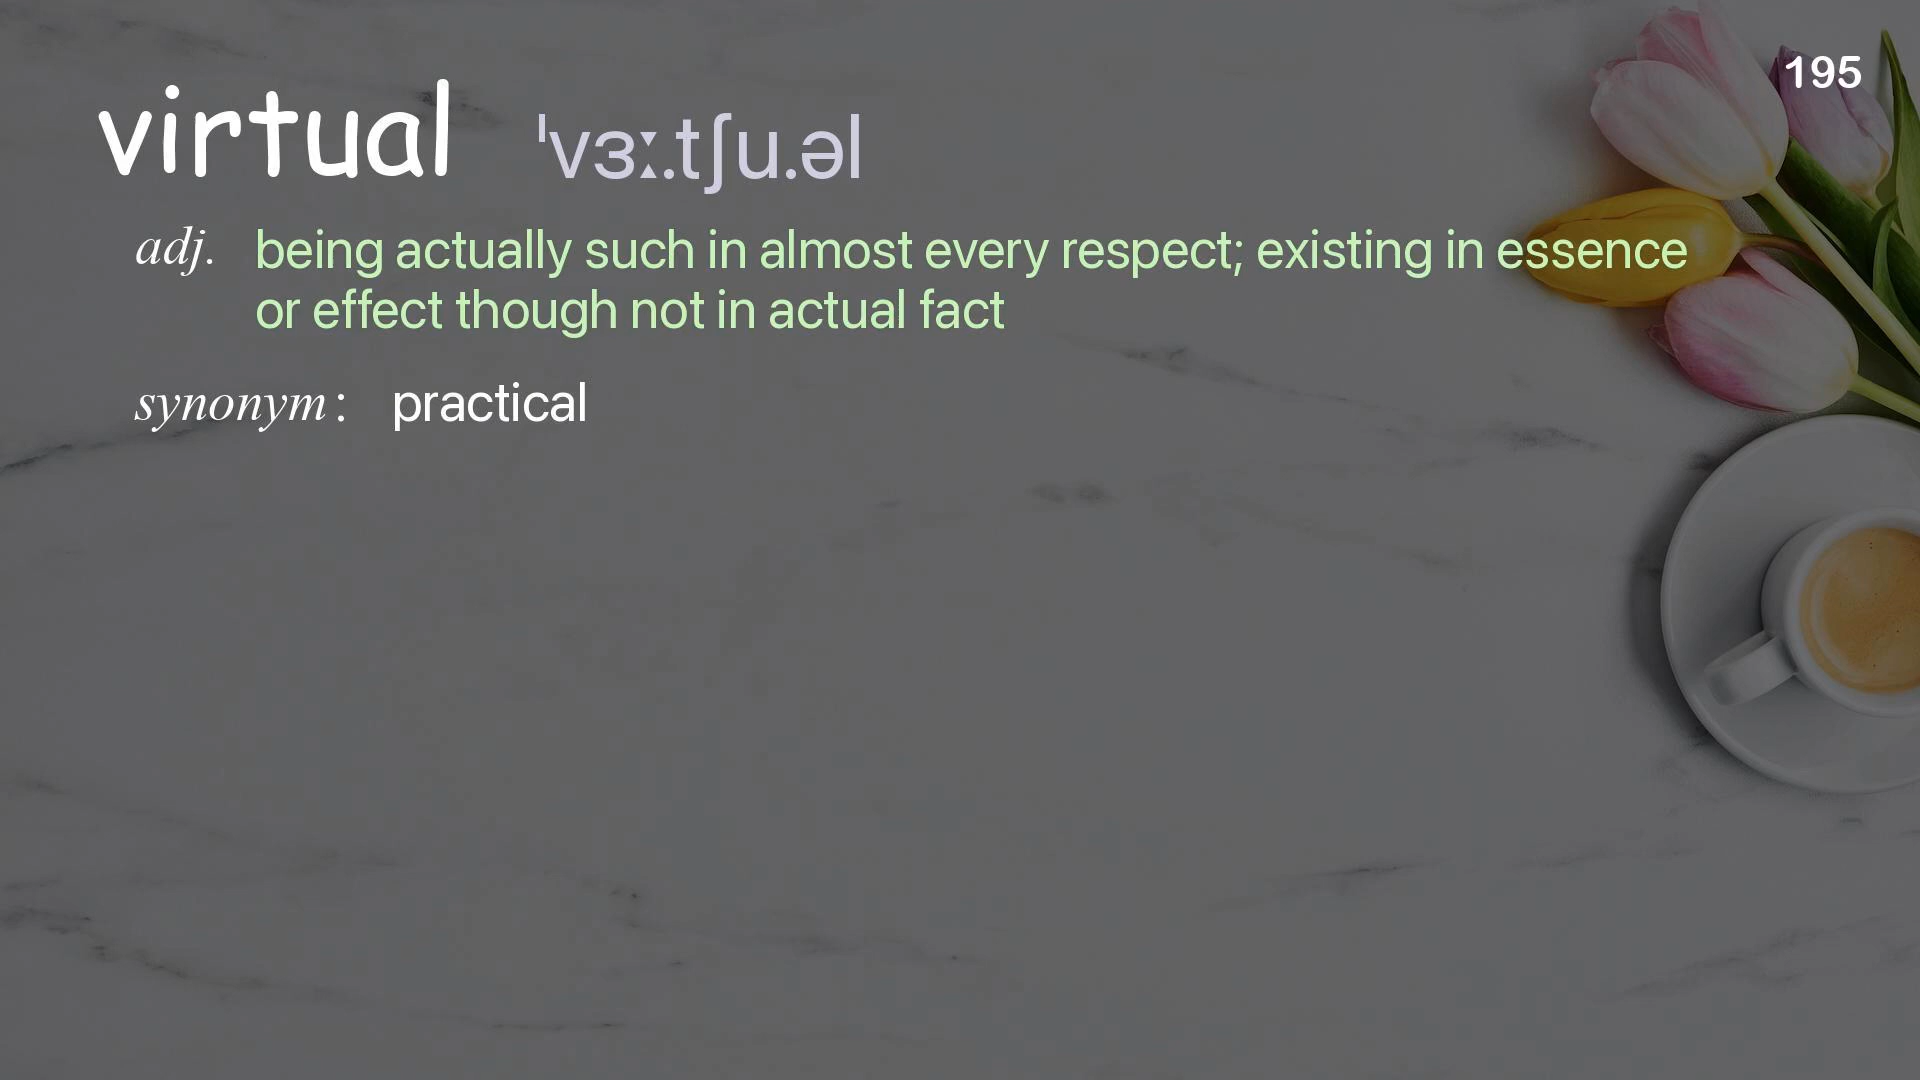 195
virtual ˈvɜː.tʃu.əl
adj. being actually such in almost every respect; existing in essence
or effect though not in actual fact
synonym: practical